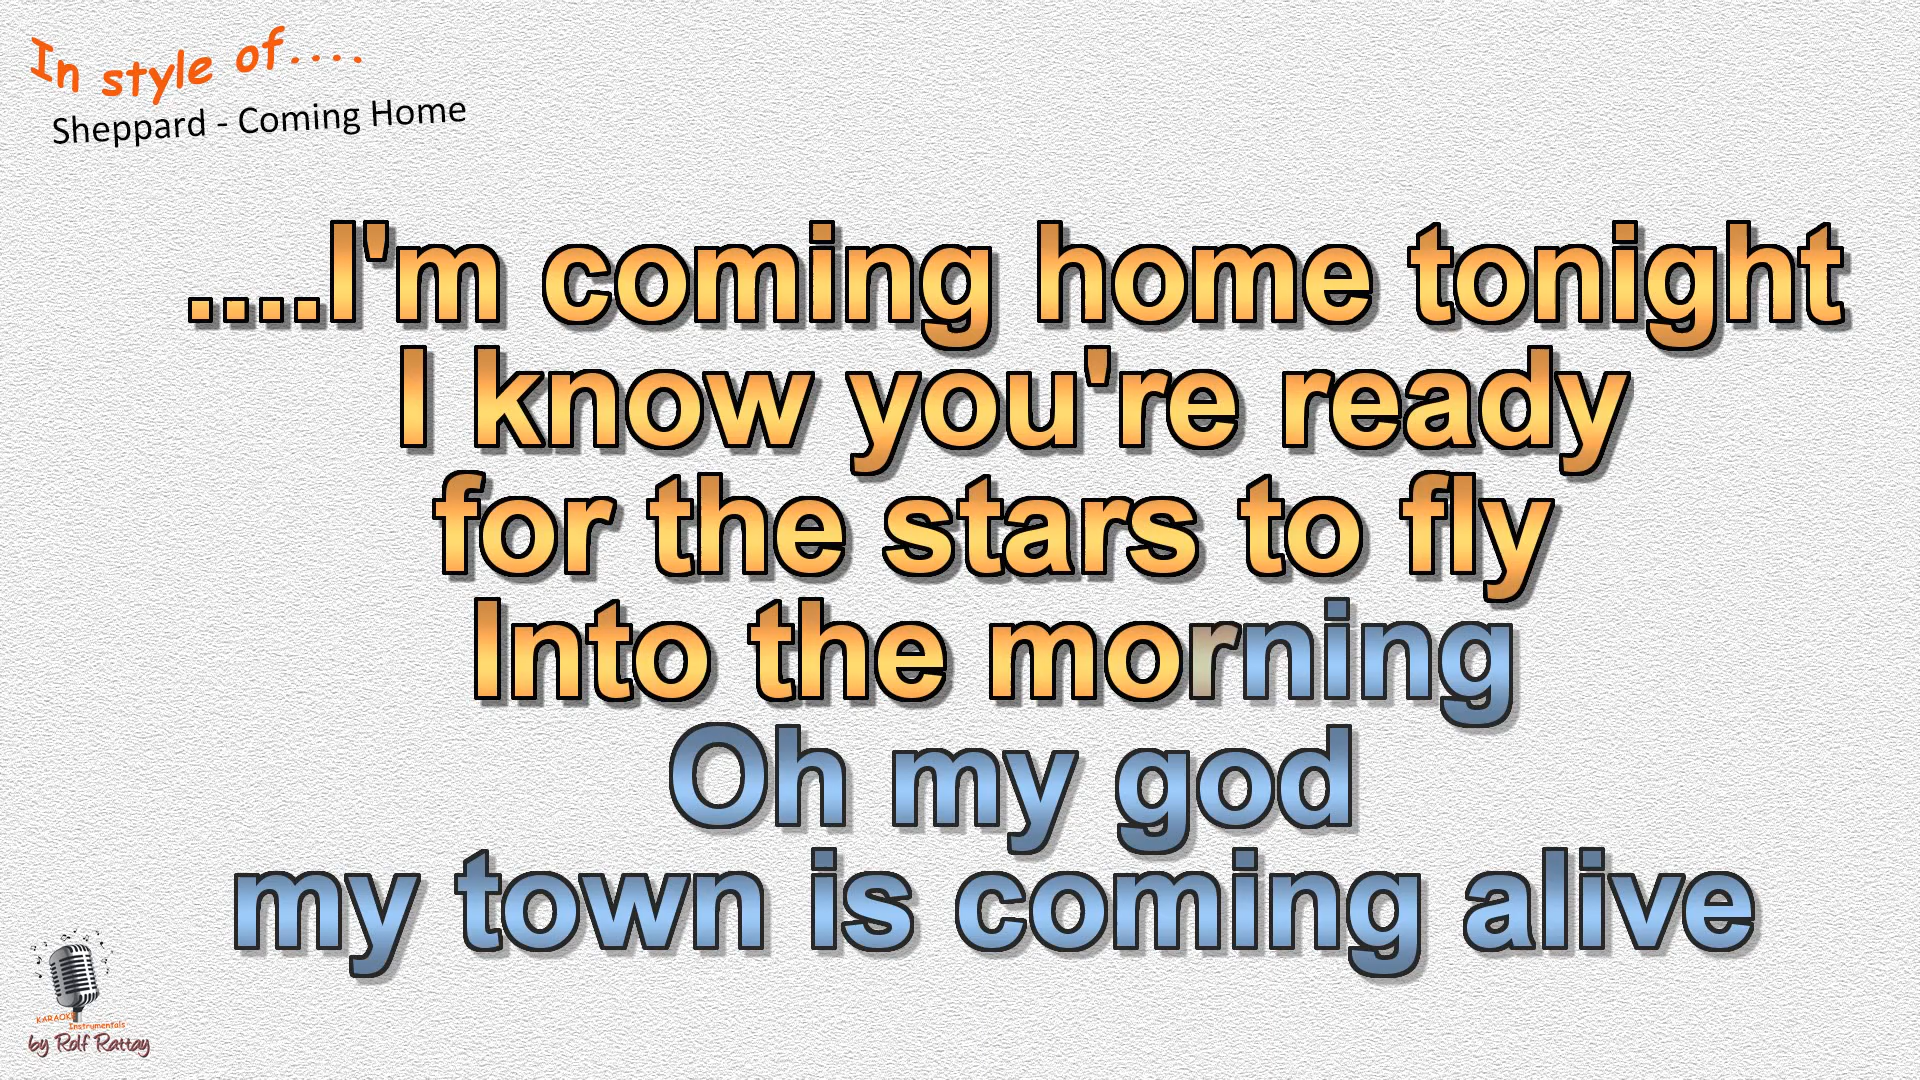 In style of....
Sheppard - Coming Home
....I'm coming home tonight
I know you're ready
for the stars to fly
Into the morning
Oh my god
my town is coming alive
KARAOKE
Instrumentals
by Rolf Rattay